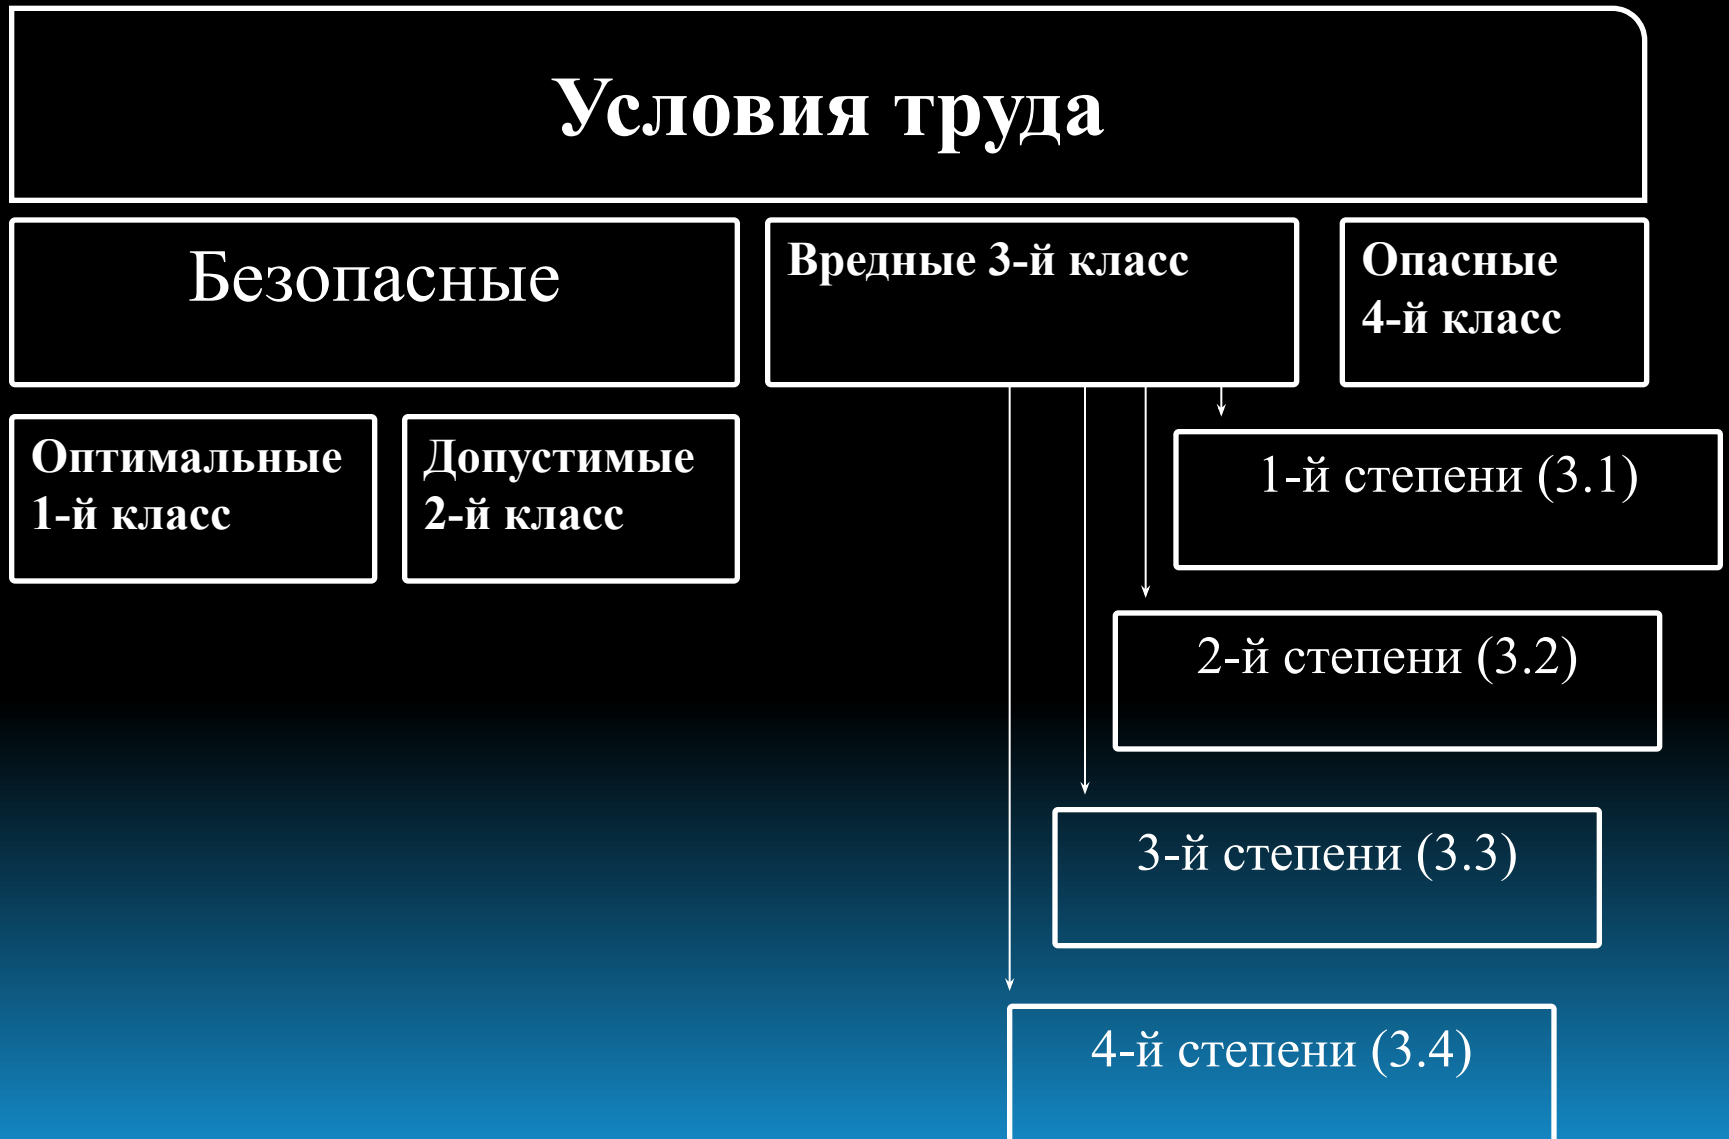 Условия труда
Безопасные
Вредные 3-й класс
Опасные
4-й класс
Оптимальные
1-й класс
Допустимые
2-й класс
1-й степени (3.1)
2-й степени (3.2)
3-й степени (3.3)
4-й степени (3.4)